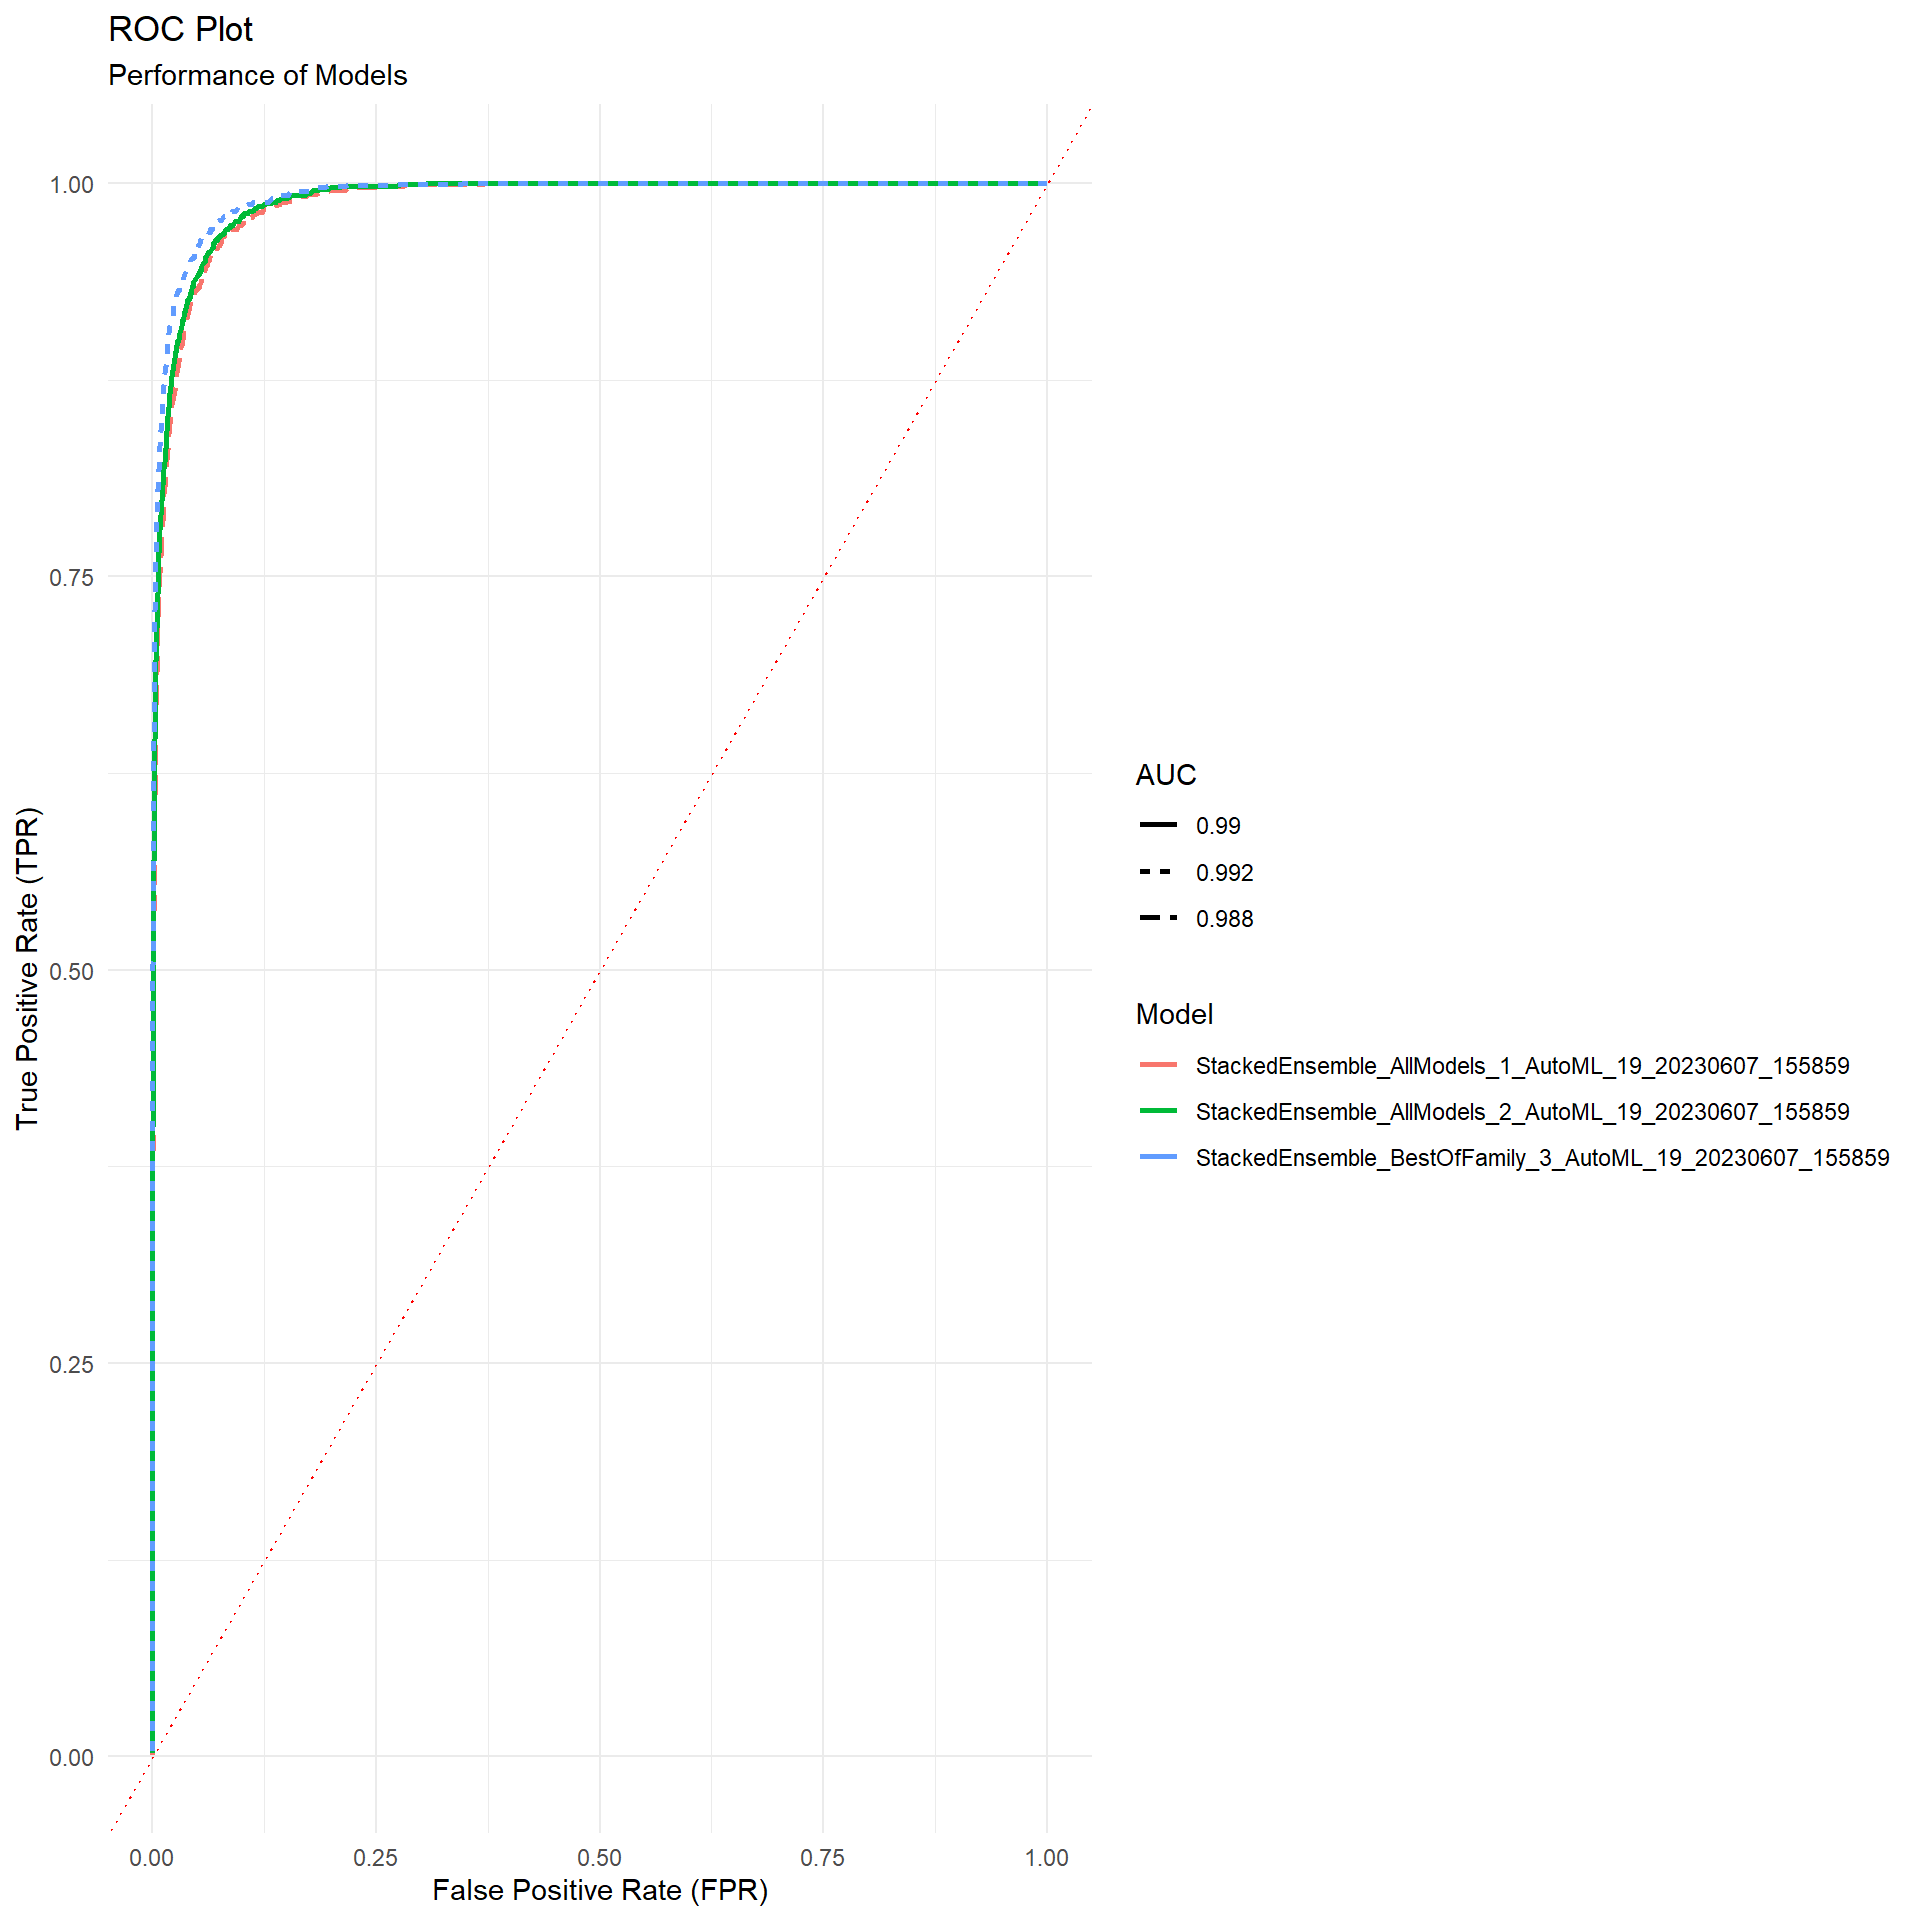 ROC Plot
Performance of Models
True Positive Rate (TPR)
1.00
0.75
0.50
0.25
0.00
0.00 0.25 0.50 0.75 1.00
False Positive Rate (FPR)
AUC
0.99
0.992
0.988
Model
StackedEnsemble_AllModels_1_AutoML_19_20230607_155859
StackedEnsemble_AllModels_2_AutoML_19_20230607_155859
StackedEnsemble_BestOfFamily_3_AutoML_19_20230607_155859